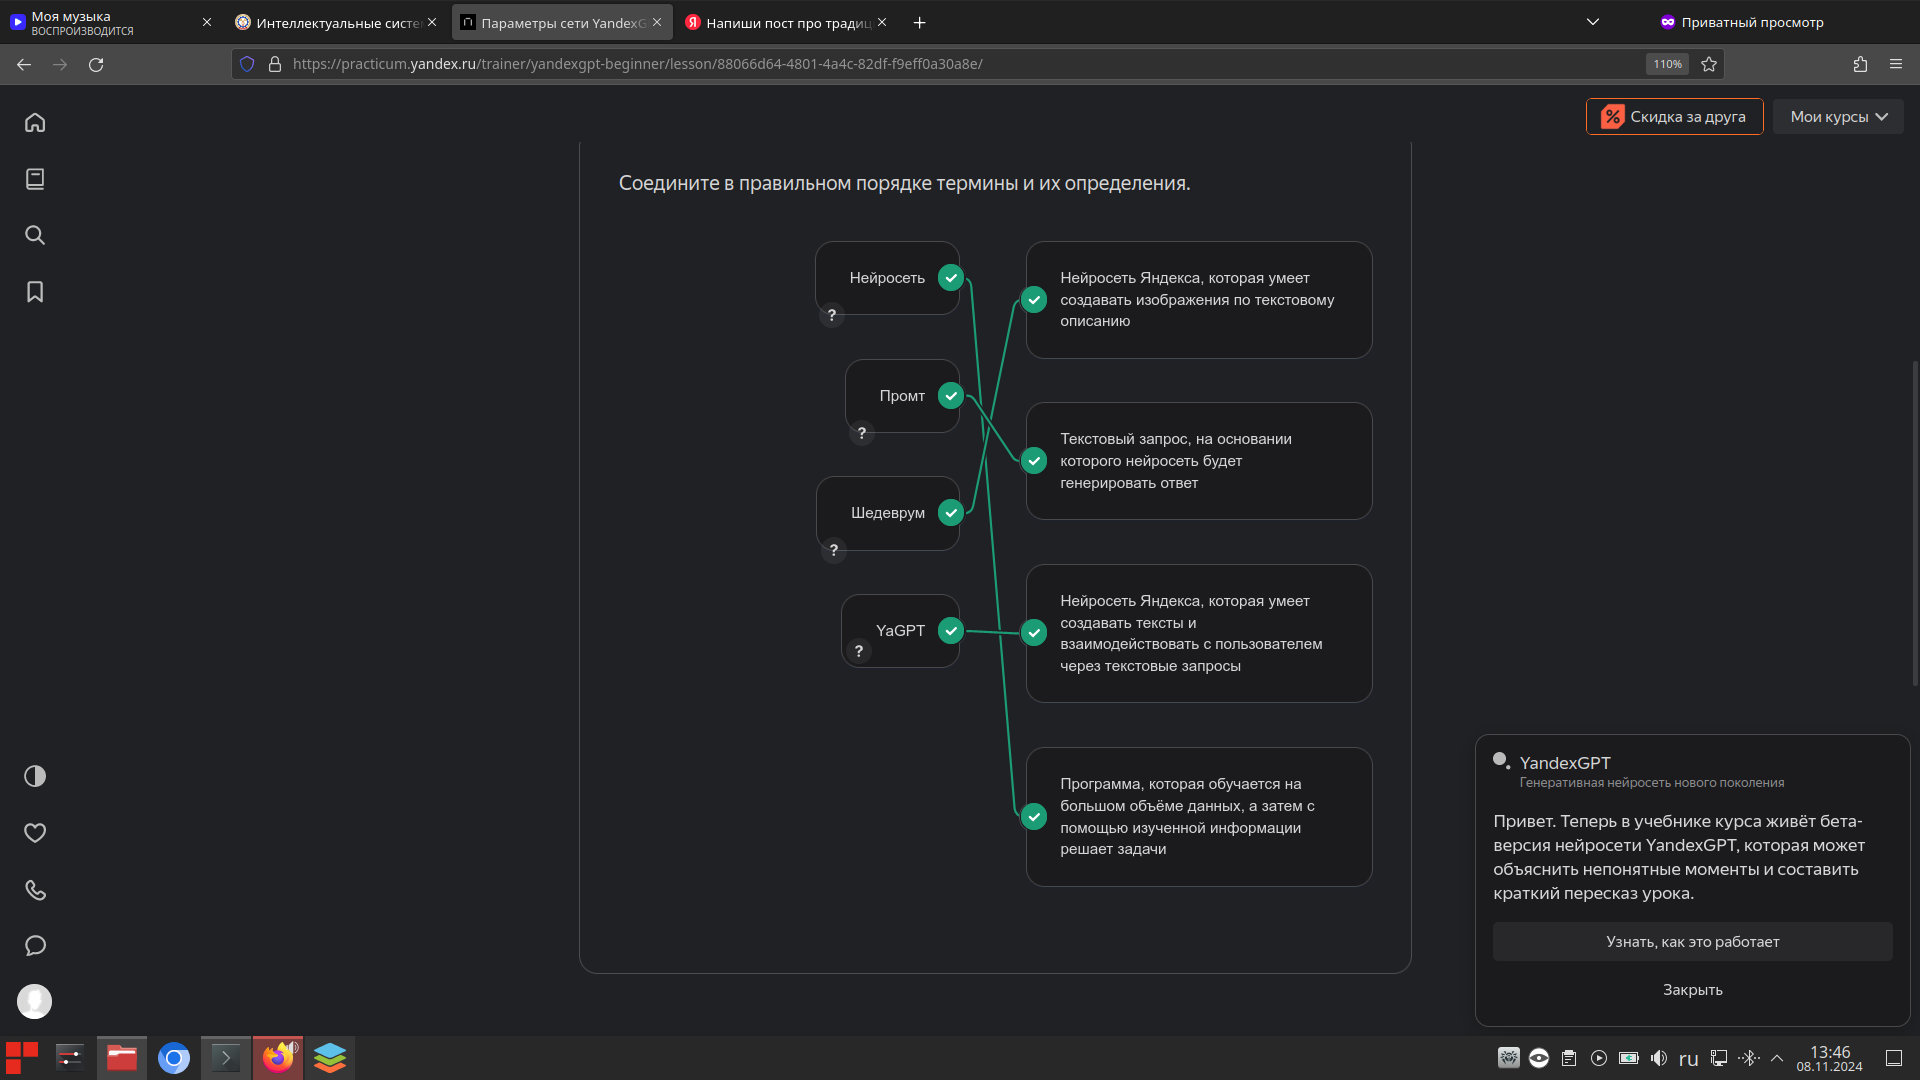 Моя музыка
ВОСПРОИЗВОДИТСЯ
Интеллектуальные систе
Параметры сети YandexG
Напиши пост про традиц
Приватный просмотр
https://practicum.yandex.ru/trainer/yandexgpt-beginner/lesson/88066d64-4801-4a4c-82df-f9eff0a30a8e/
110%
Скидка за друга
Мои курсы
Соедините в правильном порядке термины и их определения.
Нейросеть
?
Промт
?
Шедеврум
?
YaGPT
?
Нейросеть Яндекса, которая умеет
создавать изображения по текстовому
описанию
Текстовый запрос, на основании
которого нейросеть будет
генерировать ответ
Нейросеть Яндекса, которая умеет
создавать тексты и
взаимодействовать с пользователем
через текстовые запросы
Программа, которая обучается на
большом объёме данных, а затем с
помощью изученной информации
решает задачи
YandexGPT
Генеративная нейросеть нового поколения
Привет. Теперь в учебнике курса живёт бета-
версия нейросети YandexGPT, которая может
объяснить непонятные моменты и составить
краткий пересказ урока.
Узнать, как это работает
Закрыть
ru
13:46
08.11.2024